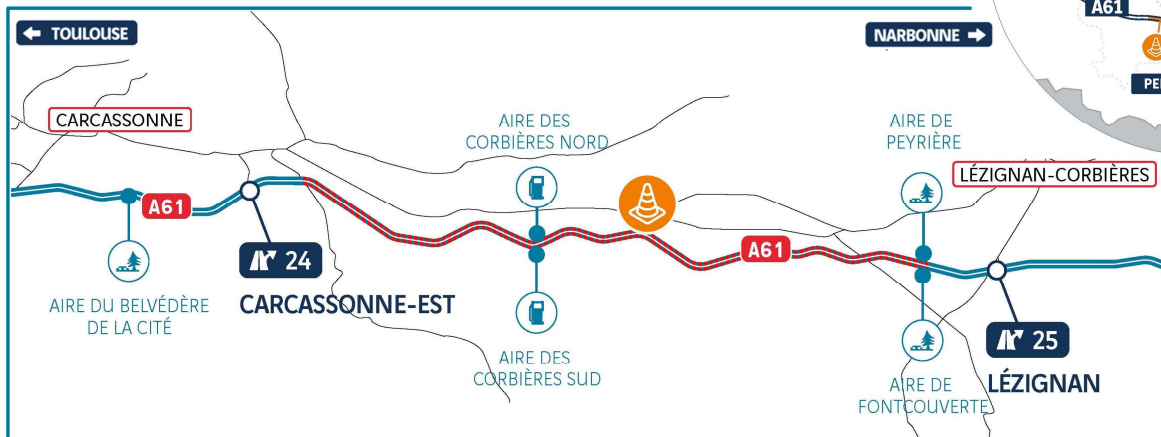 TOULOUSE
NARBONNE
A61
CARCASSONNE
AIRE DES
CORBIÈRES NORD
AIRE DE
PEYRIÈRE
LÉZIGNAN-CORBIÈRES
A61
24
CARCASSONNE-EST
AIRE DU BELVÉDÈRE
DE LA CITÉ
A61
AIRE DES
CORBIÈRES SUD
25
LÉZIGNAN
AIRE DE
FONTCOUVERTE